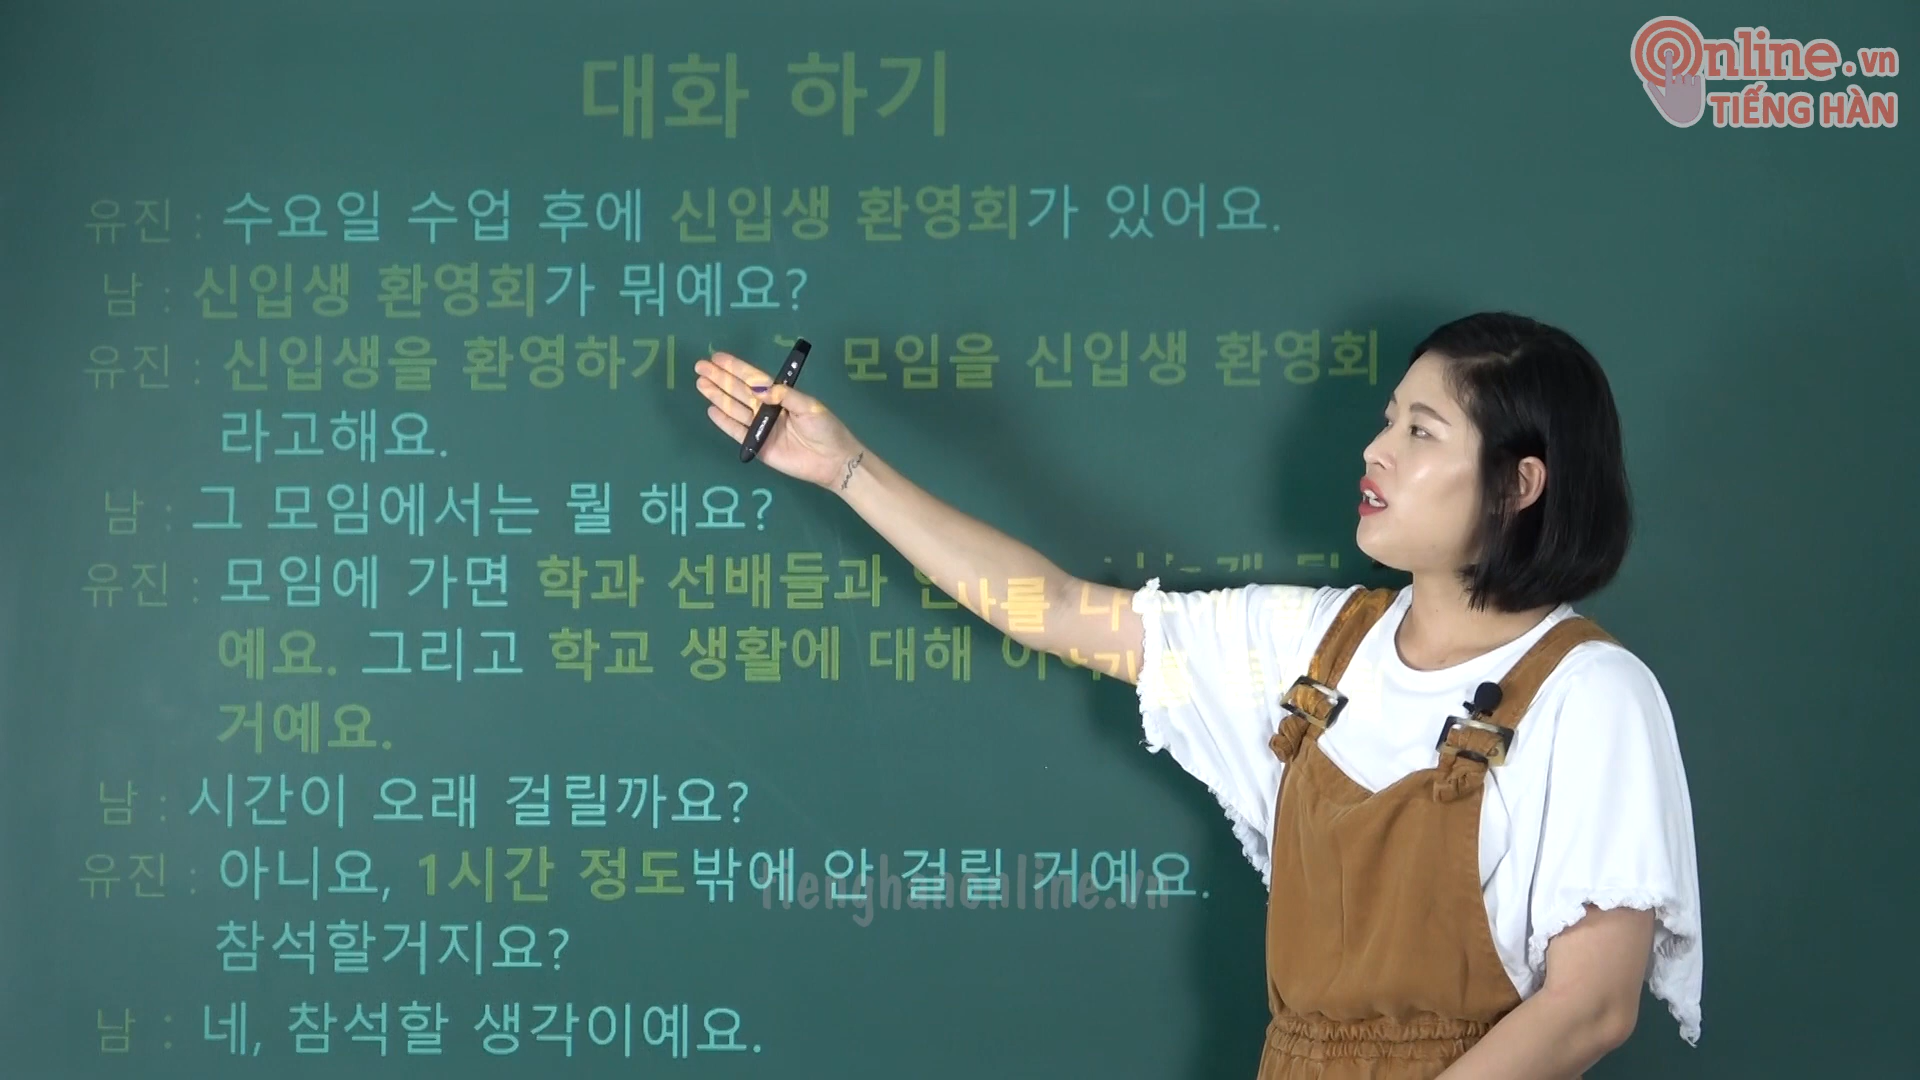 Online.vn
TIẾNG HÀN
대화 하기
유진 : 수요일 수업 후에 신입생 환영회가 있어요.
남 : 신입생 환영회가 뭐예요?
유진 : 신입생을 환영하기 모임을 신입생 환영회
라고해요.
남 : 그 모임에서는 뭘 해요?
유진 : 모임에 가면 학과 선배들과 인사를
예요. 그리고 학교 생활에 대해
거예요.
남 : 시간이 오래 걸릴까요?
유진 : 아니요, 1시간 정도밖에 안 걸릴 거예요.
tienghanonline.vn
참석할거지요?
남 : 네, 참석할 생각이예요.